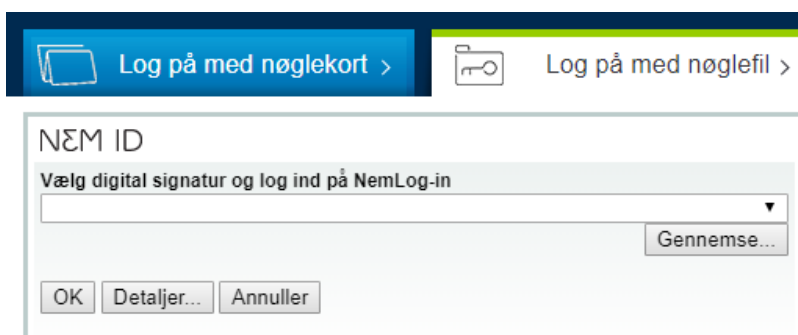 Log på med nøglekort >
Log på med nøglefil >
NEM ID
Vælg digital signatur og log ind på NemLog-in
Gennemse...
OK Detaljer... Annuller